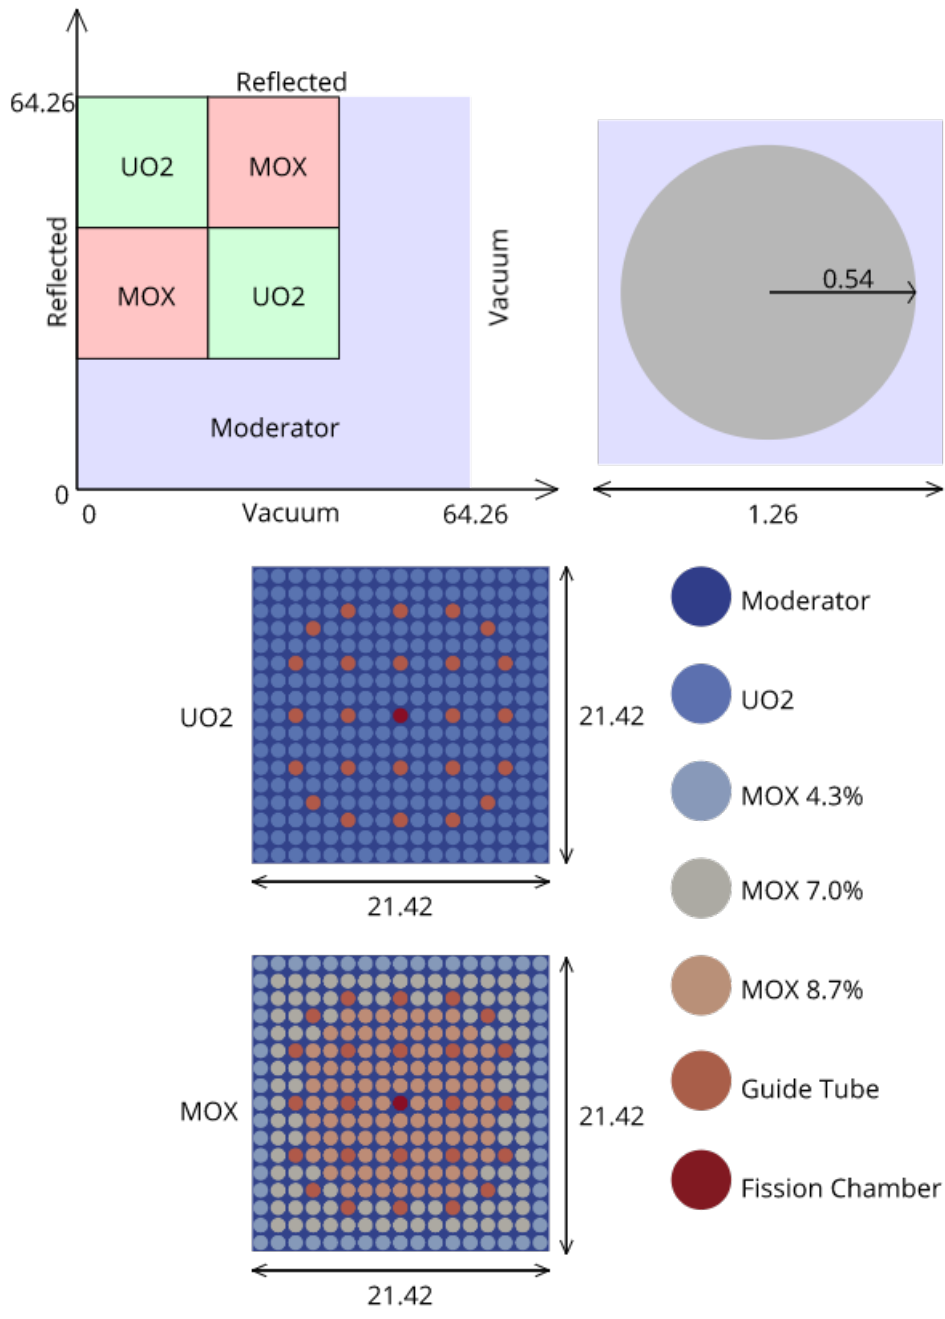 Reflected
64.26
UO2
MOX
Reflected
MOX
UO2
Vacuum
Moderator
0
0
Vacuum
64.26
0.54
1.26
UO2
21.42
21.42
MOX
21.42
21.42
Moderator
UO2
MOX 4.3%
MOX 7.0%
MOX 8.7%
Guide Tube
Fission Chamber